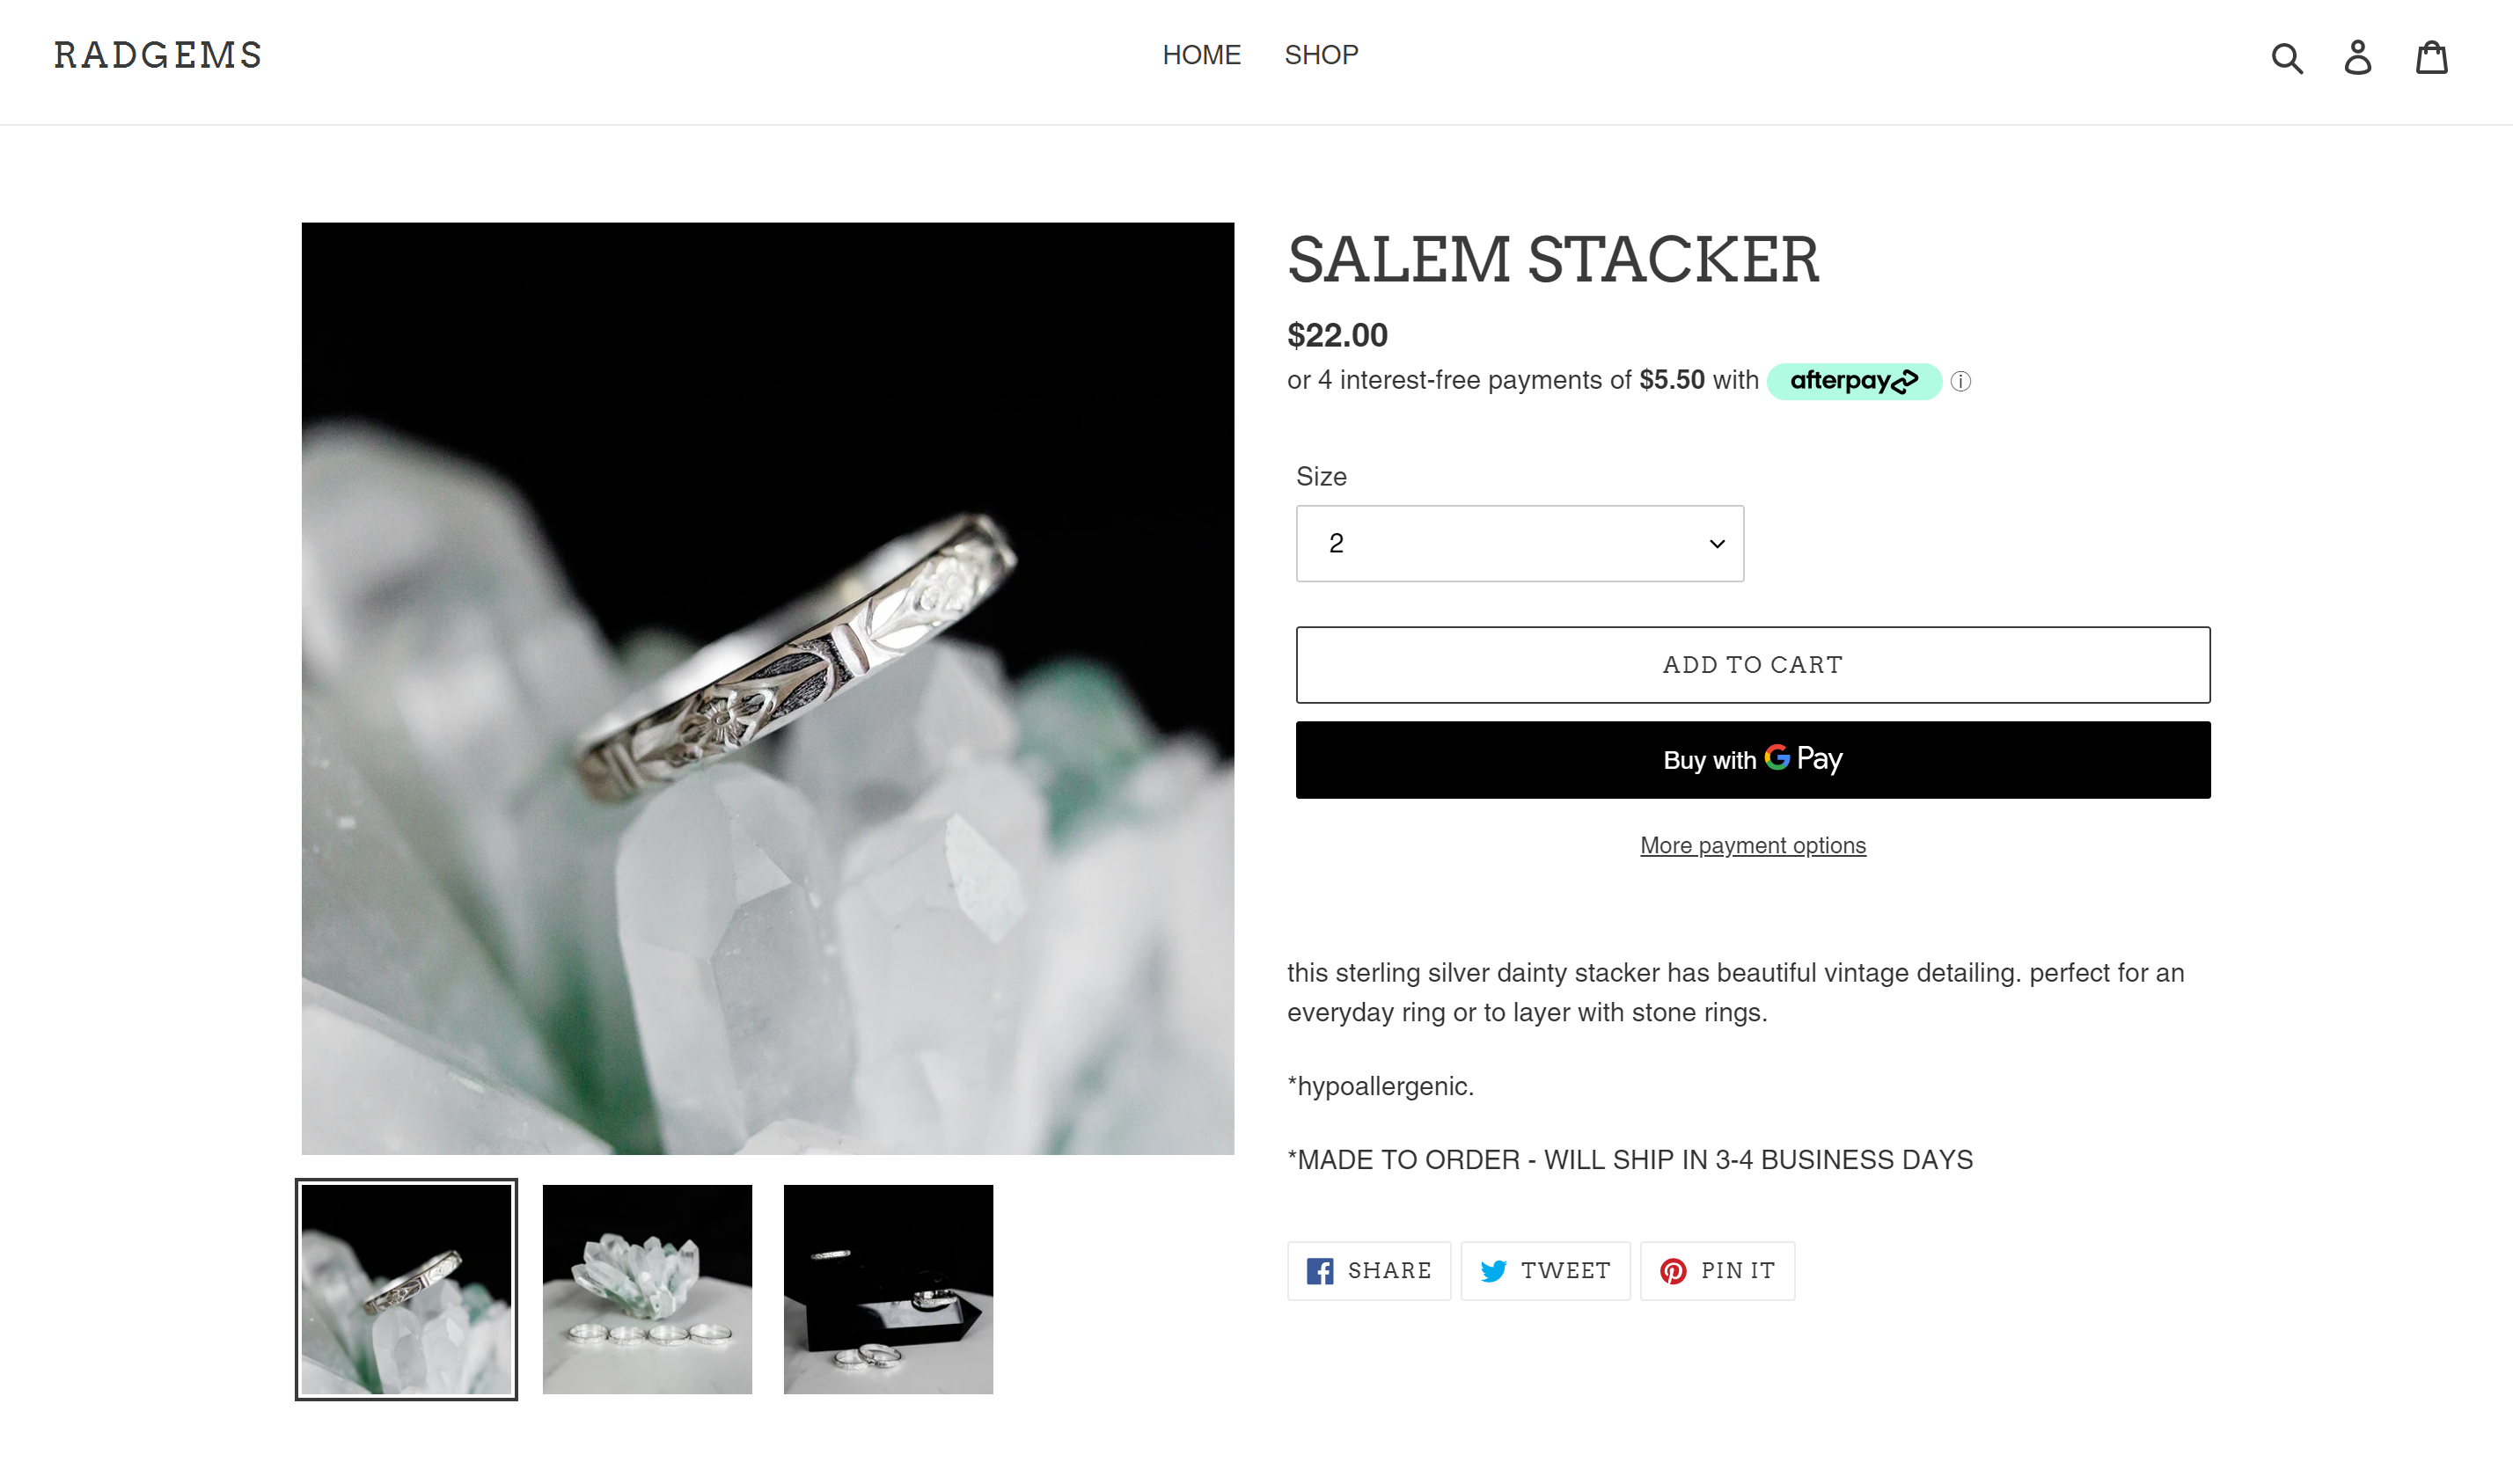 RADGEMS
HOME SHOP
SALEM STACKER
$22.00
or 4 interest-free payments of $5.50 with afterpay
Size
2
ADD TO CART
Buy with G Pay
More payment options
this sterling silver dainty stacker has beautiful vintage detailing. perfect for an
everyday ring or to layer with stone rings.
*hypoallergenic.
*MADE TO ORDER - WILL SHIP IN 3-4 BUSINESS DAYS
SHARE TWEET PIN IT